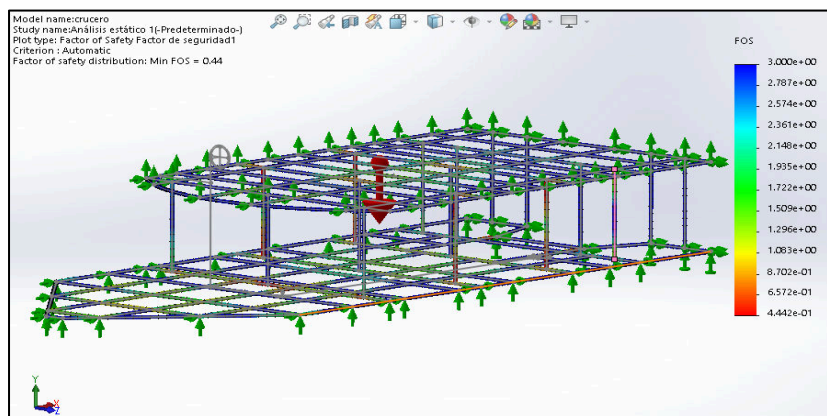 Model name:crucero
Study name:Análisis estático 1(-Predeterminado-)
Plot type: Factor of Safety Factor de seguridad1
Criterion : Automatic
Factor of safety distribution: Min FOS = 0.44
FOS
3.000e+00
2.787e+00
2.574e+00
2.361e+00
2.148e+00
1.935e+00
1.722e+00
1.509e+00
1.296e+00
1.083e+00
8.702e-01
6.572e-01
4.442e-01
Y
X
Z